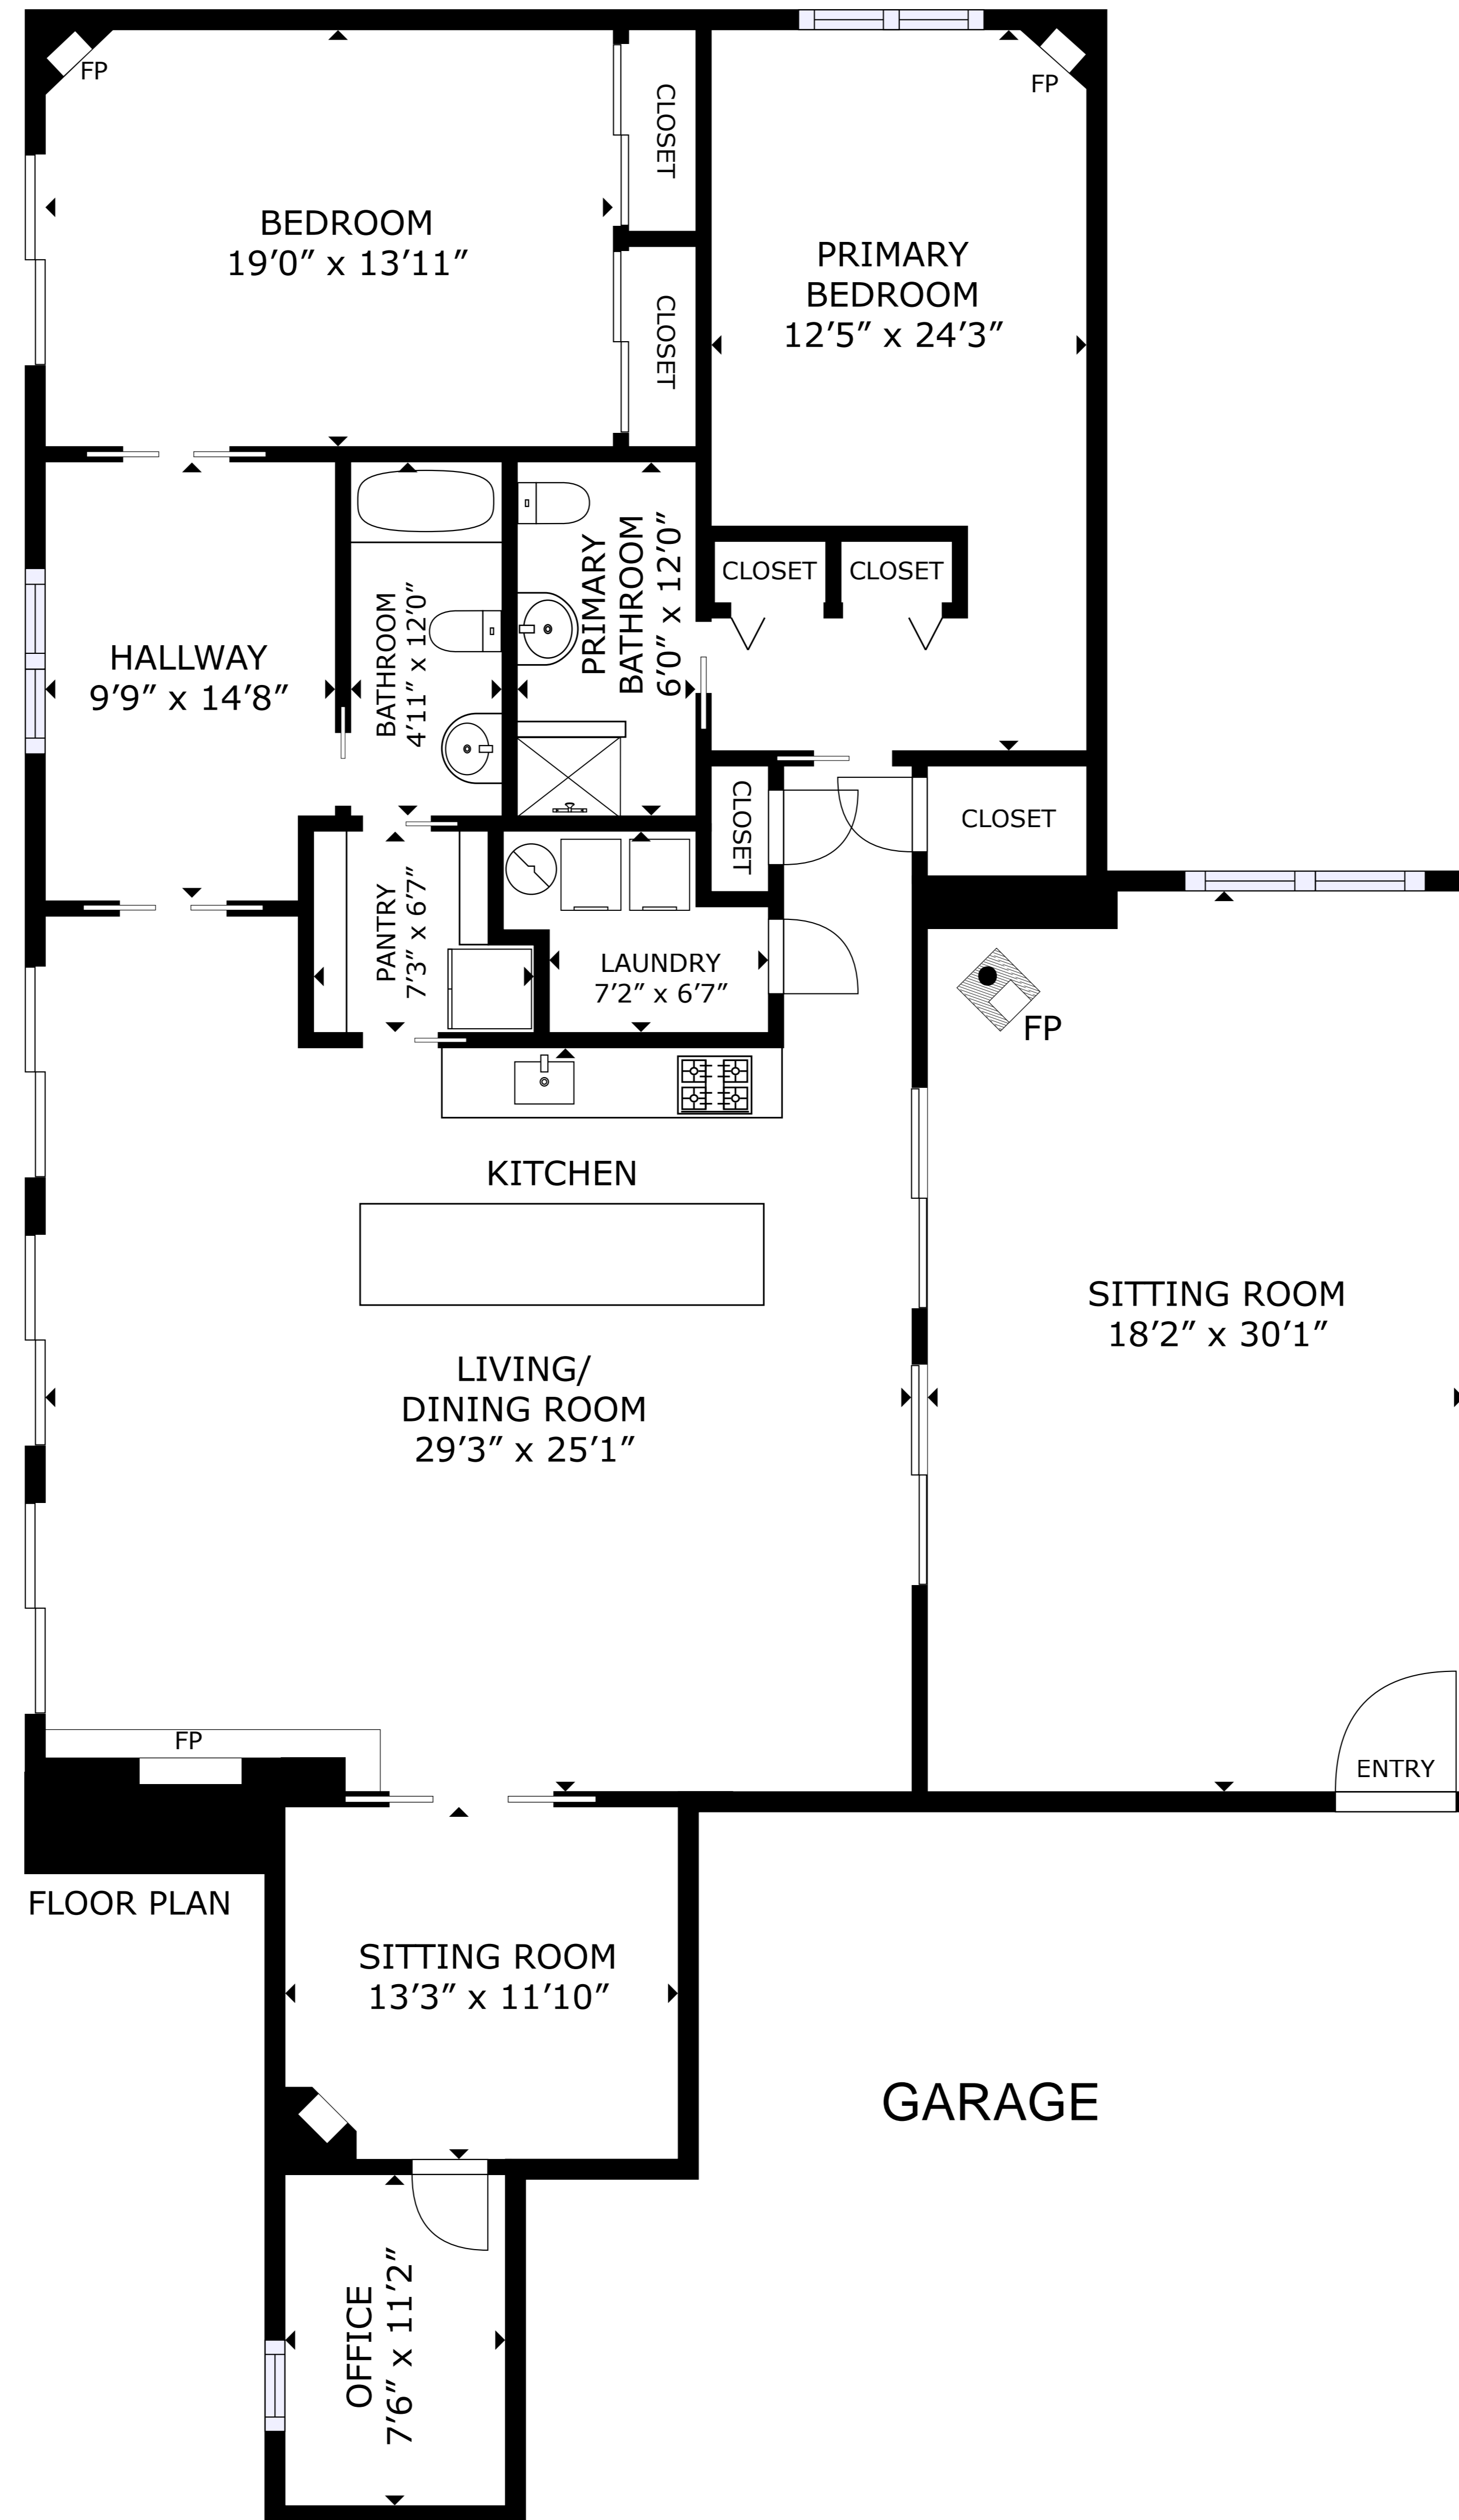 FP
FP
CLOSET
BEDROOM
19′0″ x 13′11″
PRIMARY
BEDROOM
12′5″ x 24′3″
CLOSET
CLOSET
CLOSET
PRIMARY
BATHROOM
6′0″ x 12′0″
BATHROOM
4′11″ x 12′0″
HALLWAY
9′9″ x 14′8″
CLOSET
CLOSET
PANTRY
7′3″ x 6′7″
LAUNDRY
7′2″ x 6′7″
FP
KITCHEN
SITTING ROOM
18′2″ x 30′1″
LIVING/
DINING ROOM
29′3″ x 25′1″
FP
ENTRY
FLOOR PLAN
SITTING ROOM
13′3″ x 11′10″
GARAGE
OFFICE
7′6″ x 11′2″